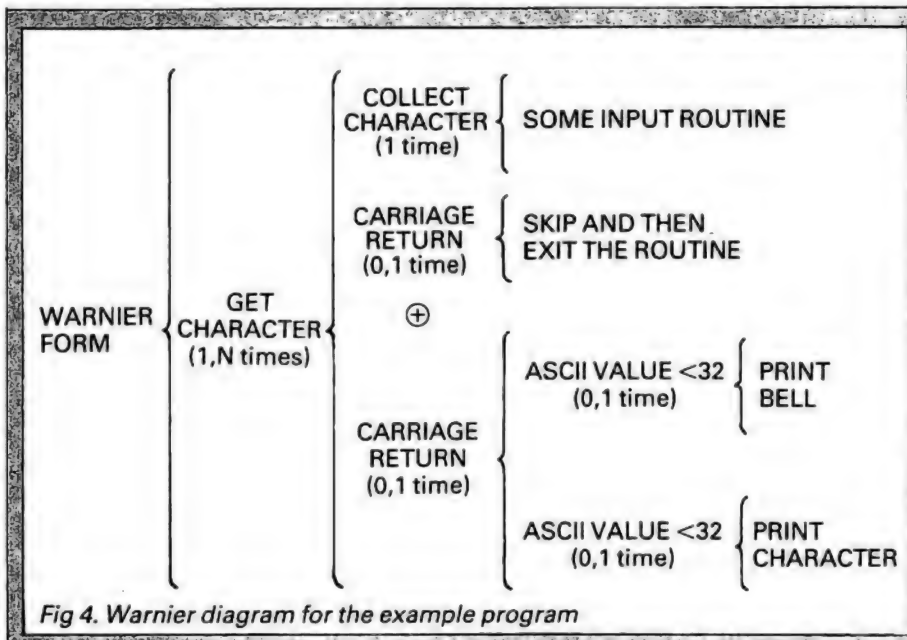 COLLECT
CHARACTER
(1 time)
SOME INPUT ROUTINE
CARRIAGE
RETURN
(0,1 time)
SKIP AND THEN
EXIT THE ROUTINE
WARNIER
FORM
GET
CHARACTER
(1,N times)
⊕
CARRIAGE
RETURN
(0,1 time)
ASCII VALUE <32
(0,1 time)
PRINT
BELL
ASCII VALUE <32
(0,1 time)
PRINT
CHARACTER
Fig 4. Warnier diagram for the example program